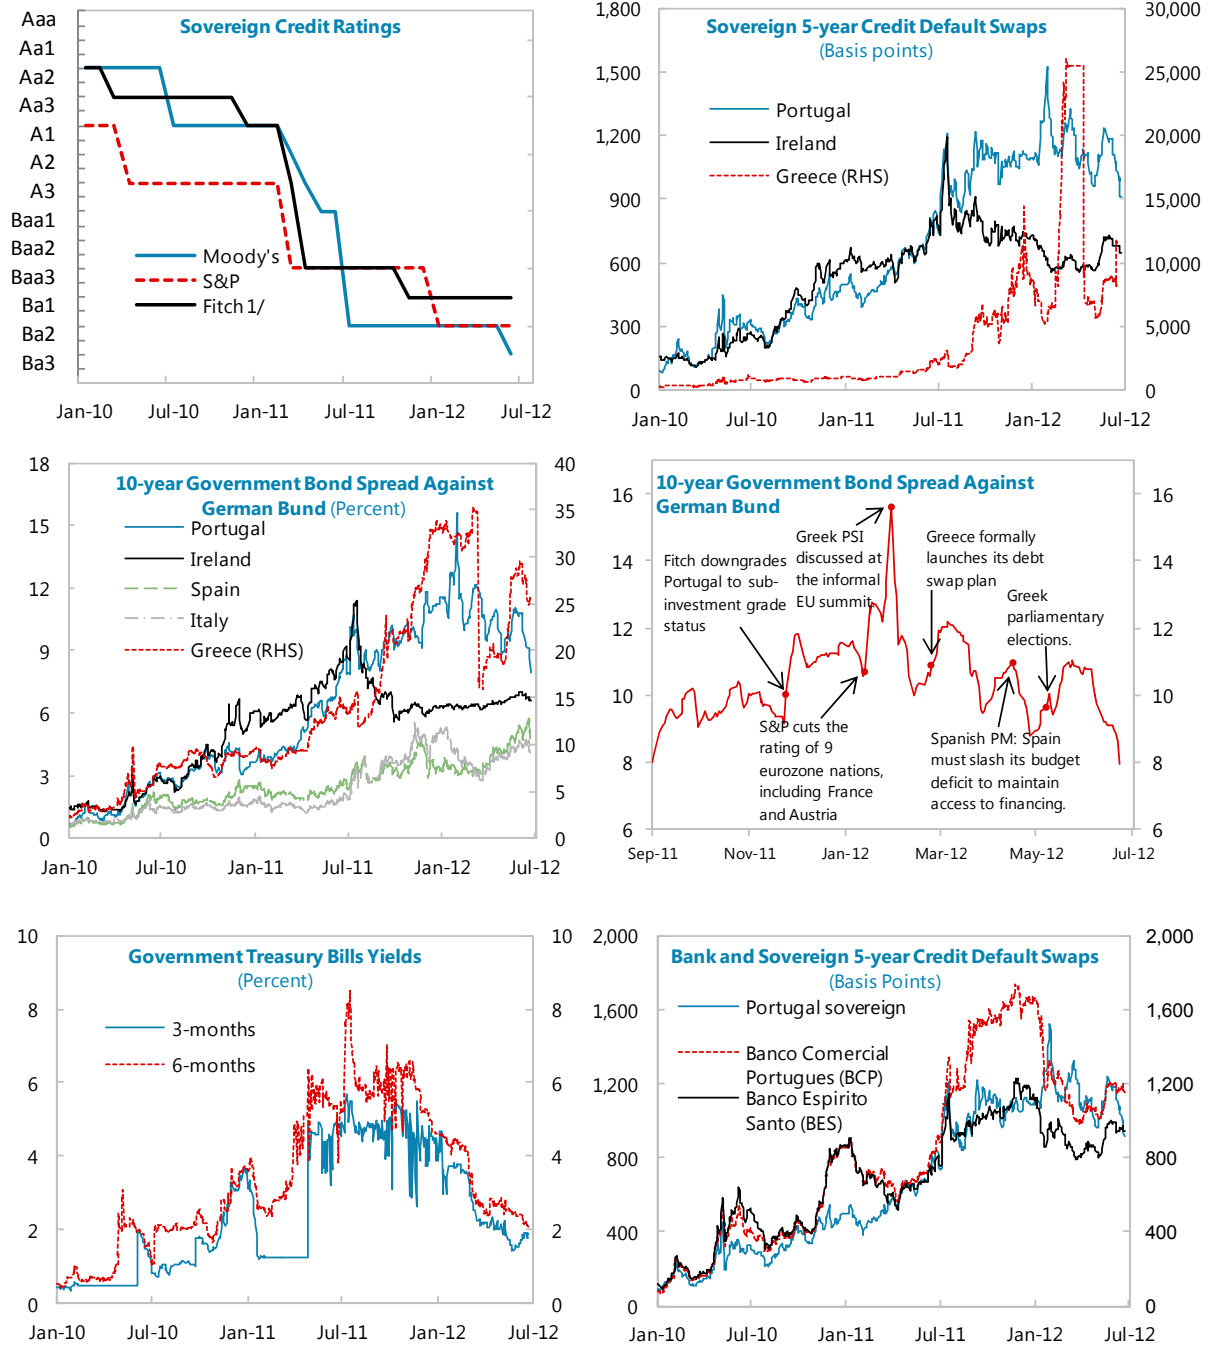 Sovereign Credit Ratings
Aaa
Aa1
Aa2
Aa3
A1
A2
A3
Baa1
Baa2
Baa3
Ba1
Ba2
Ba3
Moody's
S&P
Fitch 1/
Jan-10 Jul-10 Jan-11 Jul-11 Jan-12 Jul-12
Sovereign 5-year Credit Default Swaps
(Basis points)
1,800 30,000
1,500 25,000
1,200 20,000
900 15,000
600 10,000
300 5,000
0 0
Portugal
Ireland
Greece (RHS)
Jan-10 Jul-10 Jan-11 Jul-11 Jan-12 Jul-12
10-year Government Bond Spread Against
German Bund (Percent)
18
15
12
9
6
3
0
40
35
30
25
20
15
10
5
0
Portugal
Ireland
Spain
Italy
Greece (RHS)
Jan-10 Jul-10 Jan-11 Jul-11 Jan-12 Jul-12
10-year Government Bond Spread Against
German Bund
16 16
14 14
12 12
10 10
8 8
6 6
Fitch downgrades
Portugal to sub-
investment grade
status
Greek PSI
discussed at
the informal
EU summit
Greece formally
launches its debt
swap plan
Greek
parliamentary
elections.
S&P cuts the
rating of 9
eurozone nations,
including France
and Austria
Spanish PM: Spain
must slash its budget
deficit to maintain
access to financing.
Sep-11 Nov-11 Jan-12 Mar-12 May-12 Jul-12
Government Treasury Bills Yields
(Percent)
10 10
8 8
6 6
4 4
2 2
0 0
3-months
6-months
Jan-10 Jul-10 Jan-11 Jul-11 Jan-12 Jul-12
Bank and Sovereign 5-year Credit Default Swaps
(Basis Points)
2,000 2,000
1,600 1,600
1,200 1,200
800 800
400 400
0 0
Portugal sovereign
Banco Comercial
Portugues (BCP)
Banco Espirito
Santo (BES)
Jan-10 Jul-10 Jan-11 Jul-11 Jan-12 Jul-12